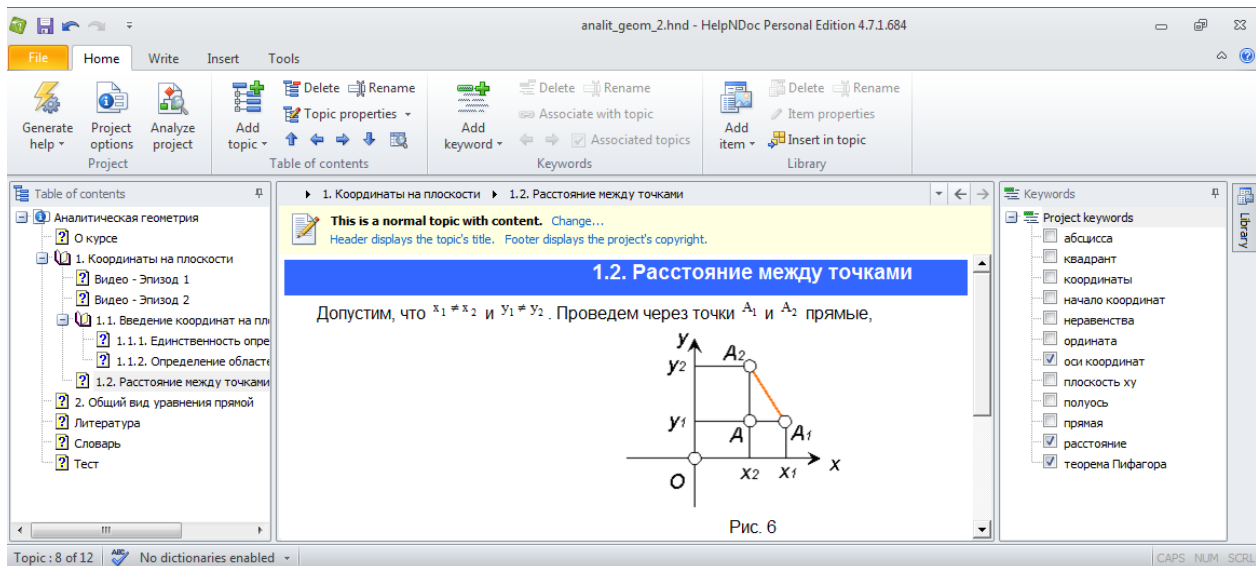 analit_geom_2.hnd - HelpNDoc Personal Edition 4.7.1.684
File Home Write Insert Tools
Generate help
Project options
Analyze project
Project
Add topic
Delete Rename
Topic properties
Table of contents
Add keyword
Delete Rename
Associate with topic
Associated topics
Keywords
Add item
Delete Rename
Item properties
Insert in topic
Library
Table of contents
Аналитическая геометрия
О курсе
1. Координаты на плоскости
Видео - Эпизод 1
Видео - Эпизод 2
1.1. Введение координат на пл
1.1.1. Единственность опре
1.1.2. Определение област
1.2. Расстояние между точками
2. Общий вид уравнения прямой
Литература
Словарь
Тест
1. Координаты на плоскости 1.2. Расстояние между точками
This is a normal topic with content. Change...
Header displays the topic's title. Footer displays the project's copyright.
1.2. Расстояние между точками
Допустим, что x₁ ≠ x₂ и y₁ ≠ y₂ . Проведем через точки A₁ и A₂ прямые,
y
y₂ A₂
y₁ A A₁
O x₂ x₁ x
Рис. 6
Keywords
Project keywords
абсцисса
квадрант
координаты
начало координат
неравенства
ордината
оси координат
плоскость xy
полуось
прямая
расстояние
теорема Пифагора
Library
Topic : 8 of 12 ABC No dictionaries enabled CAPS NUM SCRL